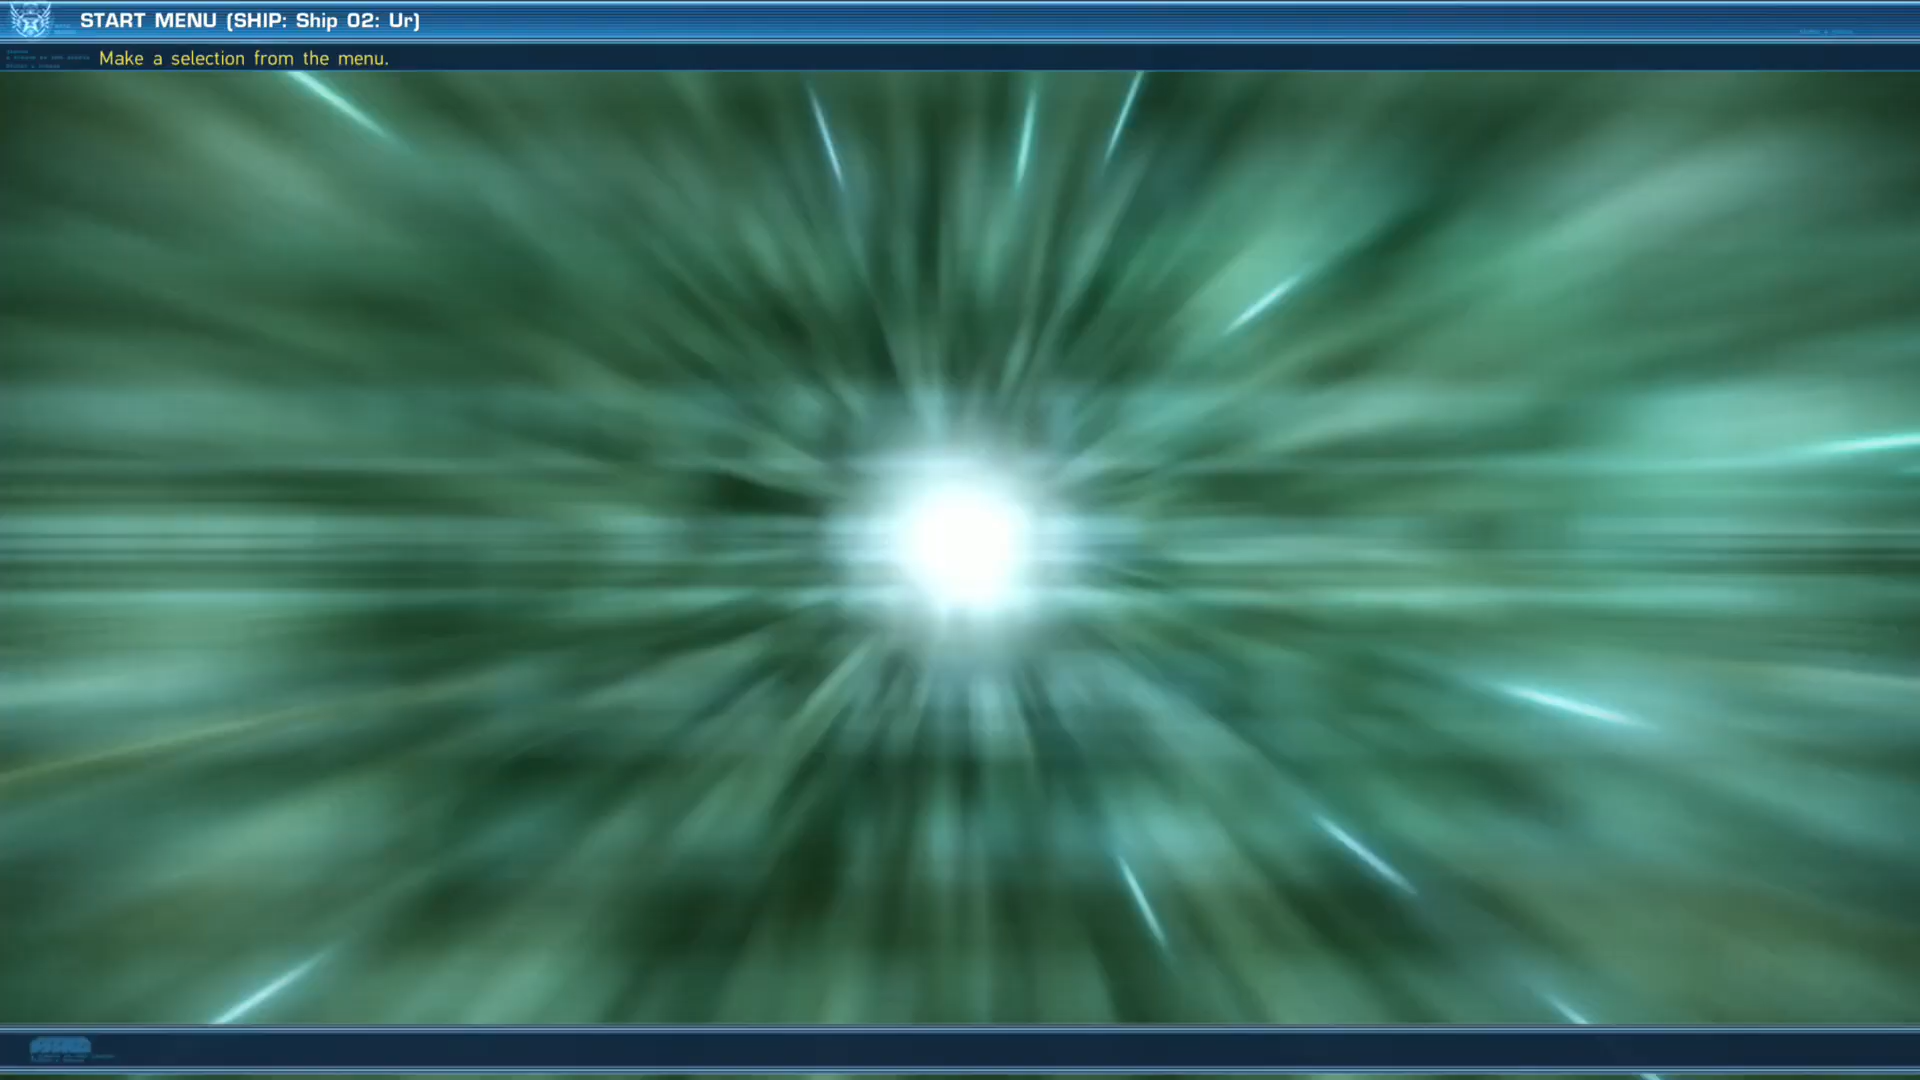 START MENU (SHIP: Ship 02: Ur)
Make a selection from the menu.